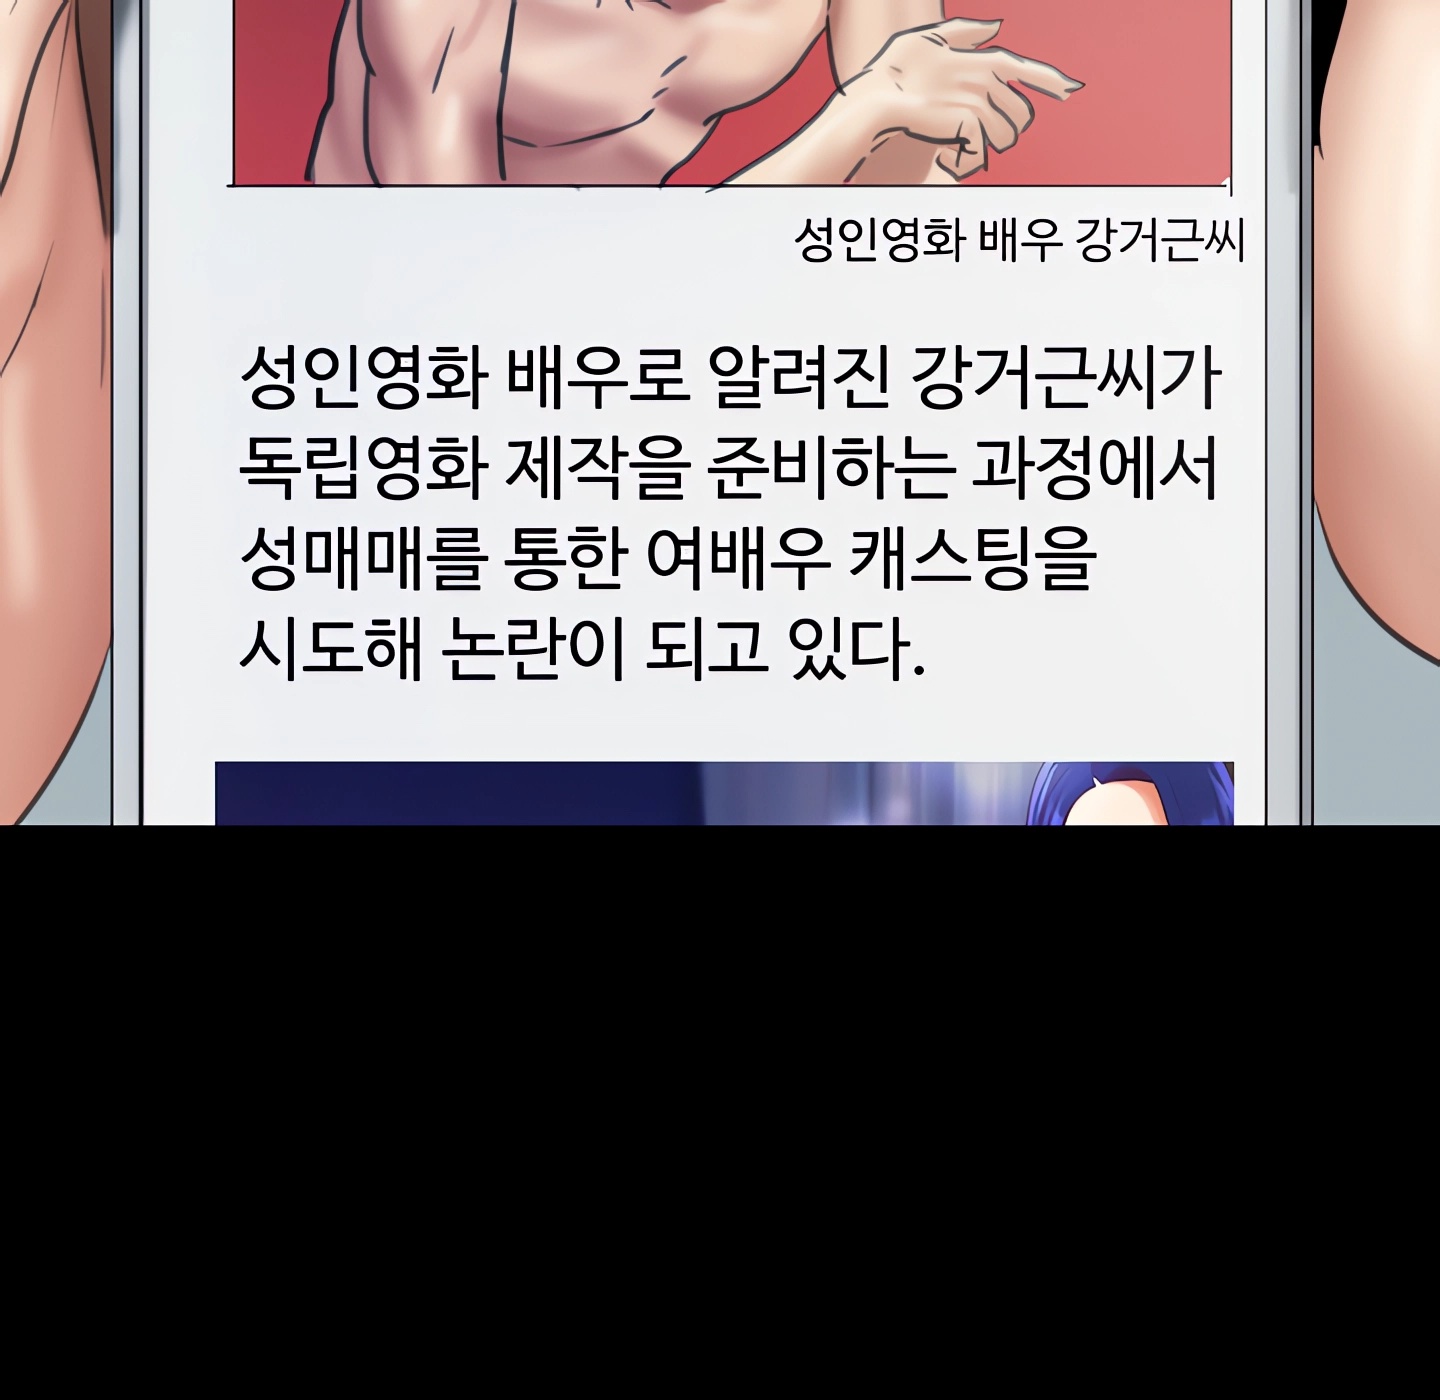 성인영화 배우 강거근씨
성인영화 배우로 알려진 강거근씨가
독립영화 제작을 준비하는 과정에서
성매매를 통한 여배우 캐스팅을
시도해 논란이 되고 있다.